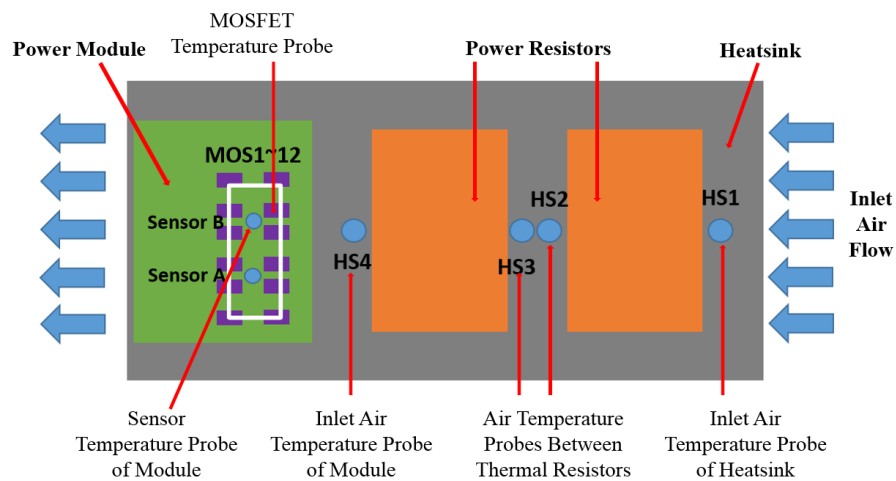 MOSFET
Temperature Probe
Power Module
Power Resistors
Heatsink
MOS1~12
Sensor B
Sensor A
HS4
HS3
HS2
HS1
Inlet
Air
Flow
Sensor
Temperature Probe
of Module
Inlet Air
Temperature Probe
of Module
Air Temperature
Probes Between
Thermal Resistors
Inlet Air
Temperature Probe
of Heatsink